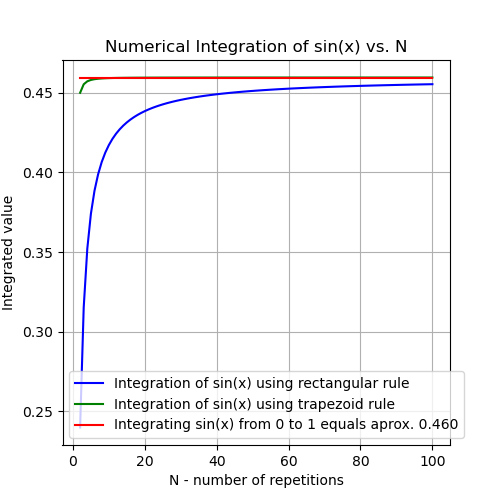 Numerical Integration of sin(x) vs. N
Integrated value
0.45
0.40
0.35
0.30
0.25
Integration of sin(x) using rectangular rule
Integration of sin(x) using trapezoid rule
Integrating sin(x) from 0 to 1 equals aprox. 0.460
0 20 40 60 80 100
N - number of repetitions